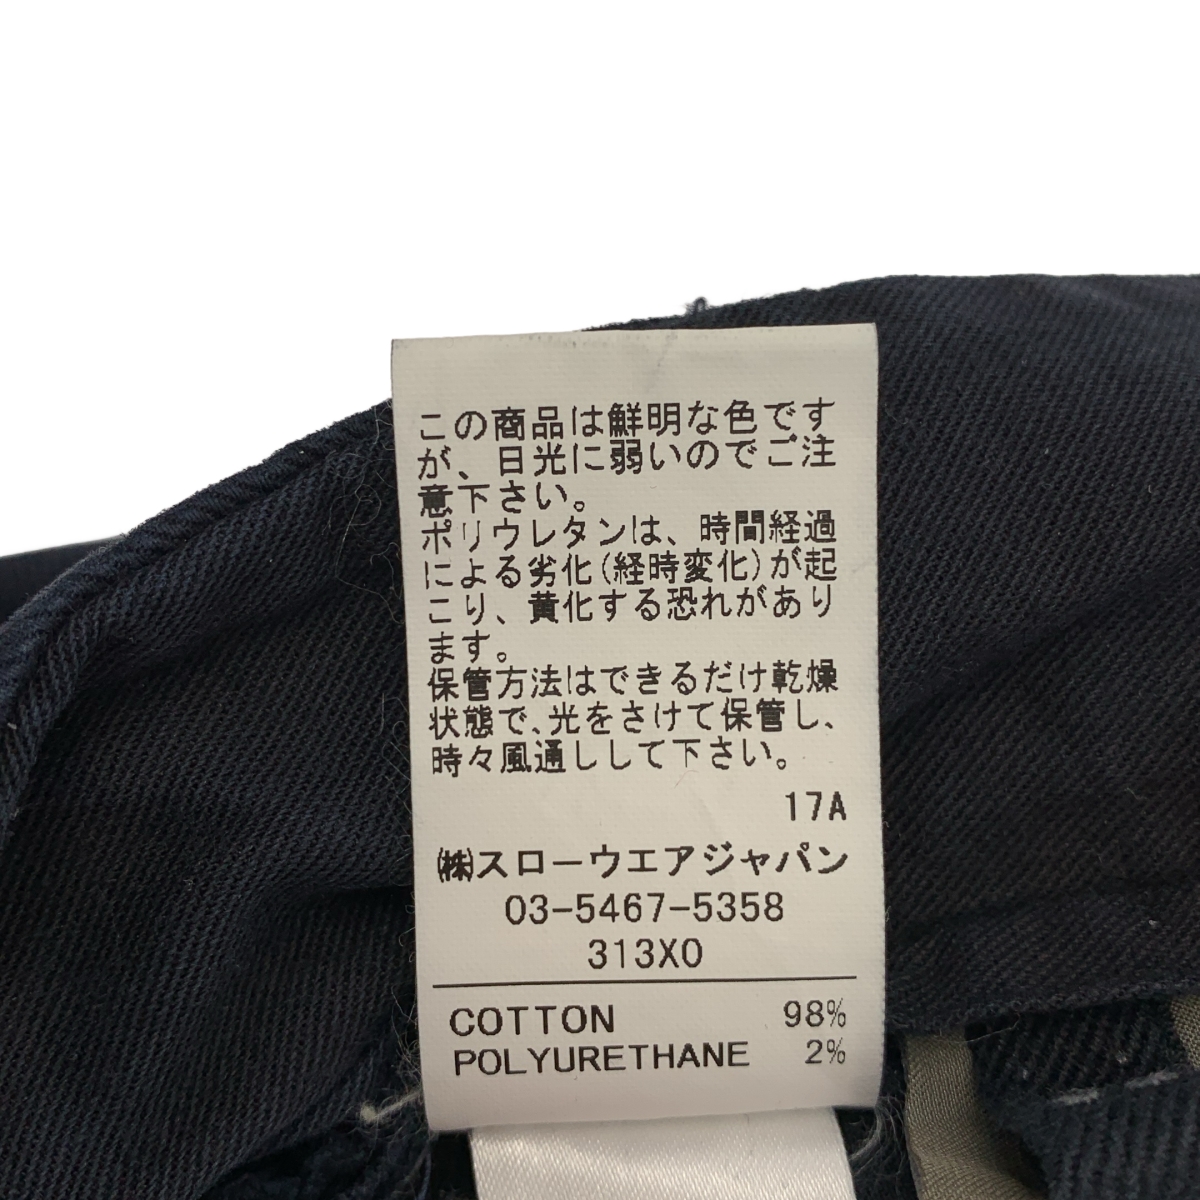 この商品は鮮明な色です
が、日光に弱いのでご注
意下さい。
ポリウレタンは、時間経過
による劣化(経時変化)が起
こり、黄化する恐れがあり
ます。
保管方法はできるだけ乾燥
状態で、光をさけて保管し、
時々風通しして下さい。
17A
㈱スローウエアジャパン
03-5467-5358
313X0
COTTON 98%
POLYURETHANE 2%